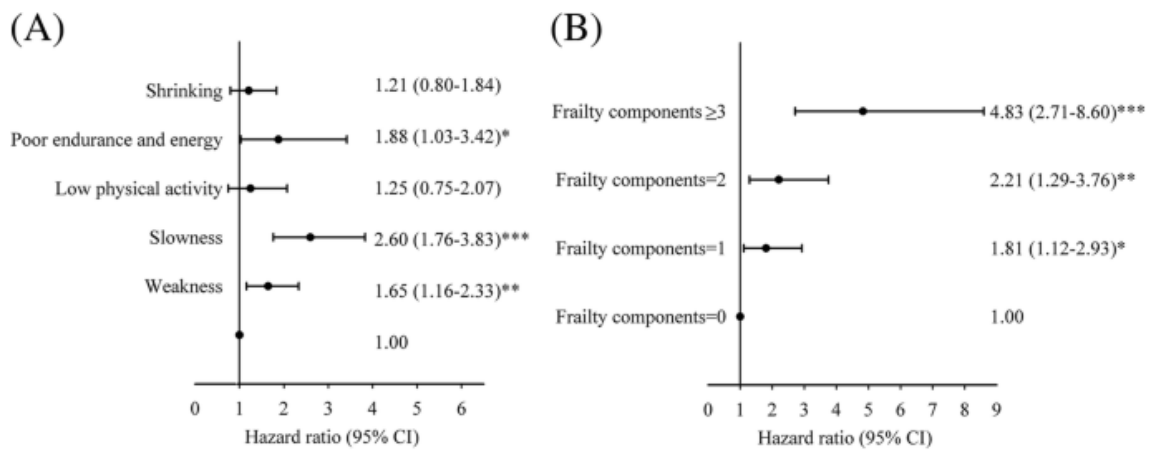 (A)
Shrinking 1.21 (0.80-1.84)
Poor endurance and energy 1.88 (1.03-3.42)*
Low physical activity 1.25 (0.75-2.07)
Slowness 2.60 (1.76-3.83)***
Weakness 1.65 (1.16-2.33)**
1.00
0 1 2 3 4 5 6
Hazard ratio (95% CI)
(B)
Frailty components ≥3 4.83 (2.71-8.60)***
Frailty components=2 2.21 (1.29-3.76)**
Frailty components=1 1.81 (1.12-2.93)*
Frailty components=0 1.00
0 1 2 3 4 5 6 7 8 9
Hazard ratio (95% CI)